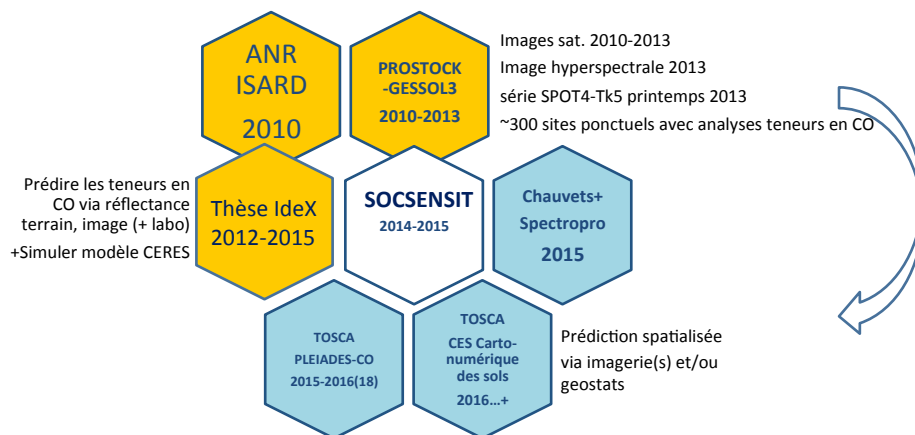 ANR
ISARD
2010
PROSTOCK
-GESSOL3
2010-2013
Images sat. 2010-2013
Image hyperspectrale 2013
série SPOT4-Tk5 printemps 2013
~300 sites ponctuels avec analyses teneurs en CO
Prédire les teneurs en
CO via réflectance
terrain, image (+ labo)
+Simuler modèle CERES
Thèse IdeX
2012-2015
SOCSENSIT
2014-2015
Chauvets+
Spectropro
2015
TOSCA
PLEIADES-CO
2015-2016(18)
TOSCA
CES Carto-
numérique
des sols
2016...+
Prédiction spatialisée
via imagerie(s) et/ou
geostats